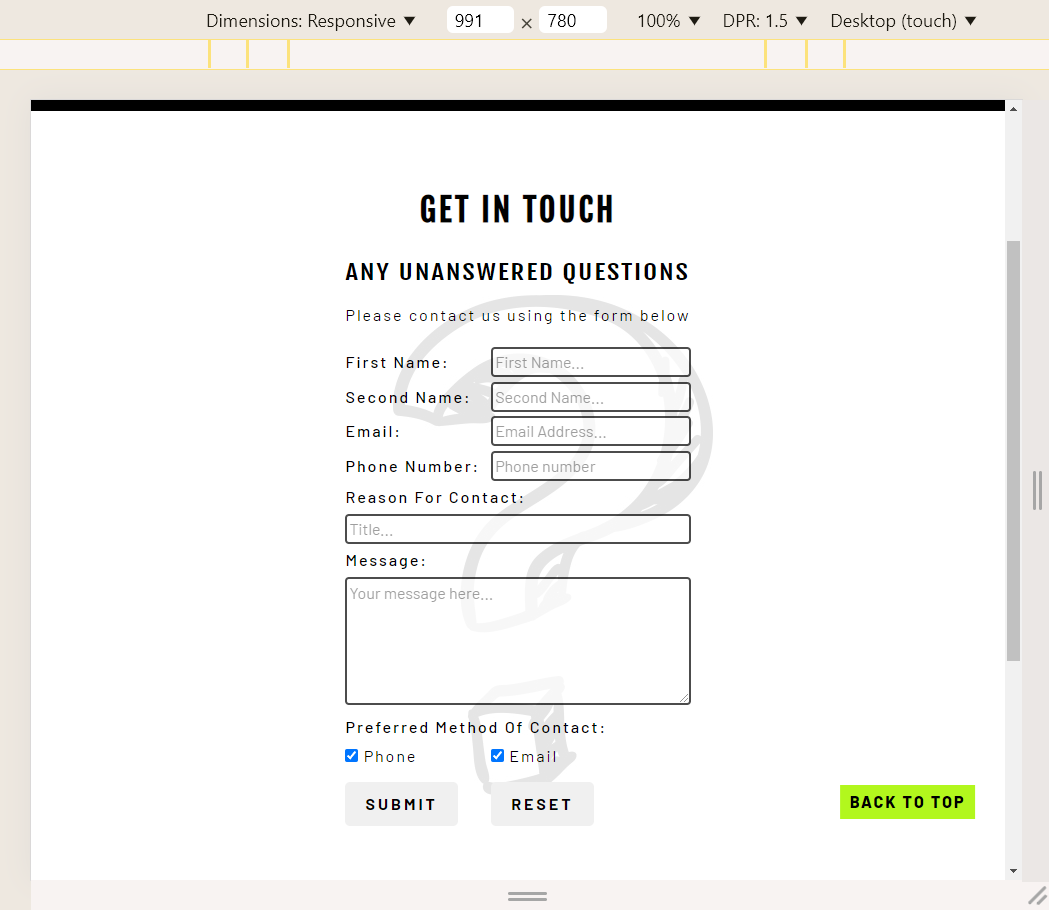 Dimensions: Responsive ▼ 991 × 780 100% ▼ DPR: 1.5 ▼ Desktop (touch) ▼
GET IN TOUCH
ANY UNANSWERED QUESTIONS
Please contact us using the form below
First Name: First Name...
Second Name: Second Name...
Email: Email Address...
Phone Number: Phone number
Reason For Contact:
Title...
Message:
Your message here...
Preferred Method Of Contact:
Phone Email
SUBMIT RESET BACK TO TOP